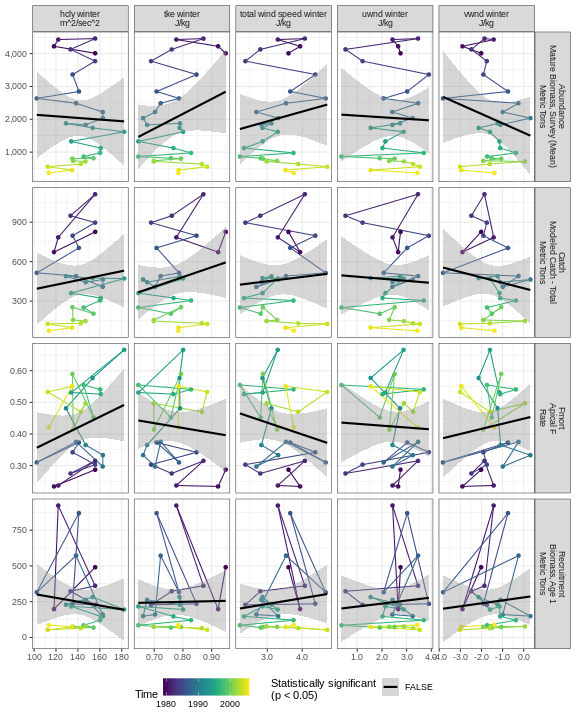 hcly winter
m^2/sec^2
tke winter
J/kg
total wind speed winter
J/kg
uwnd winter
J/kg
vwnd winter
J/kg
4,000
3,000
2,000
1,000
Abundance
Mature Biomass, Survey (Mean)
Metric Tons
900
600
300
Catch
Modeled Catch - Total
Metric Tons
0.60
0.50
0.40
0.30
Fmort
Apical F
Rate
750
500
250
0
Recruitment
Biomass, Age 1
Metric Tons
100 120 140 160 180
0.70 0.80 0.90
3.0 4.0
1.0 2.0 3.0 4.0
-4.0 -3.0 -2.0 -1.0 0.0
Time
1980 1990 2000
Statistically significant
(p < 0.05)
FALSE